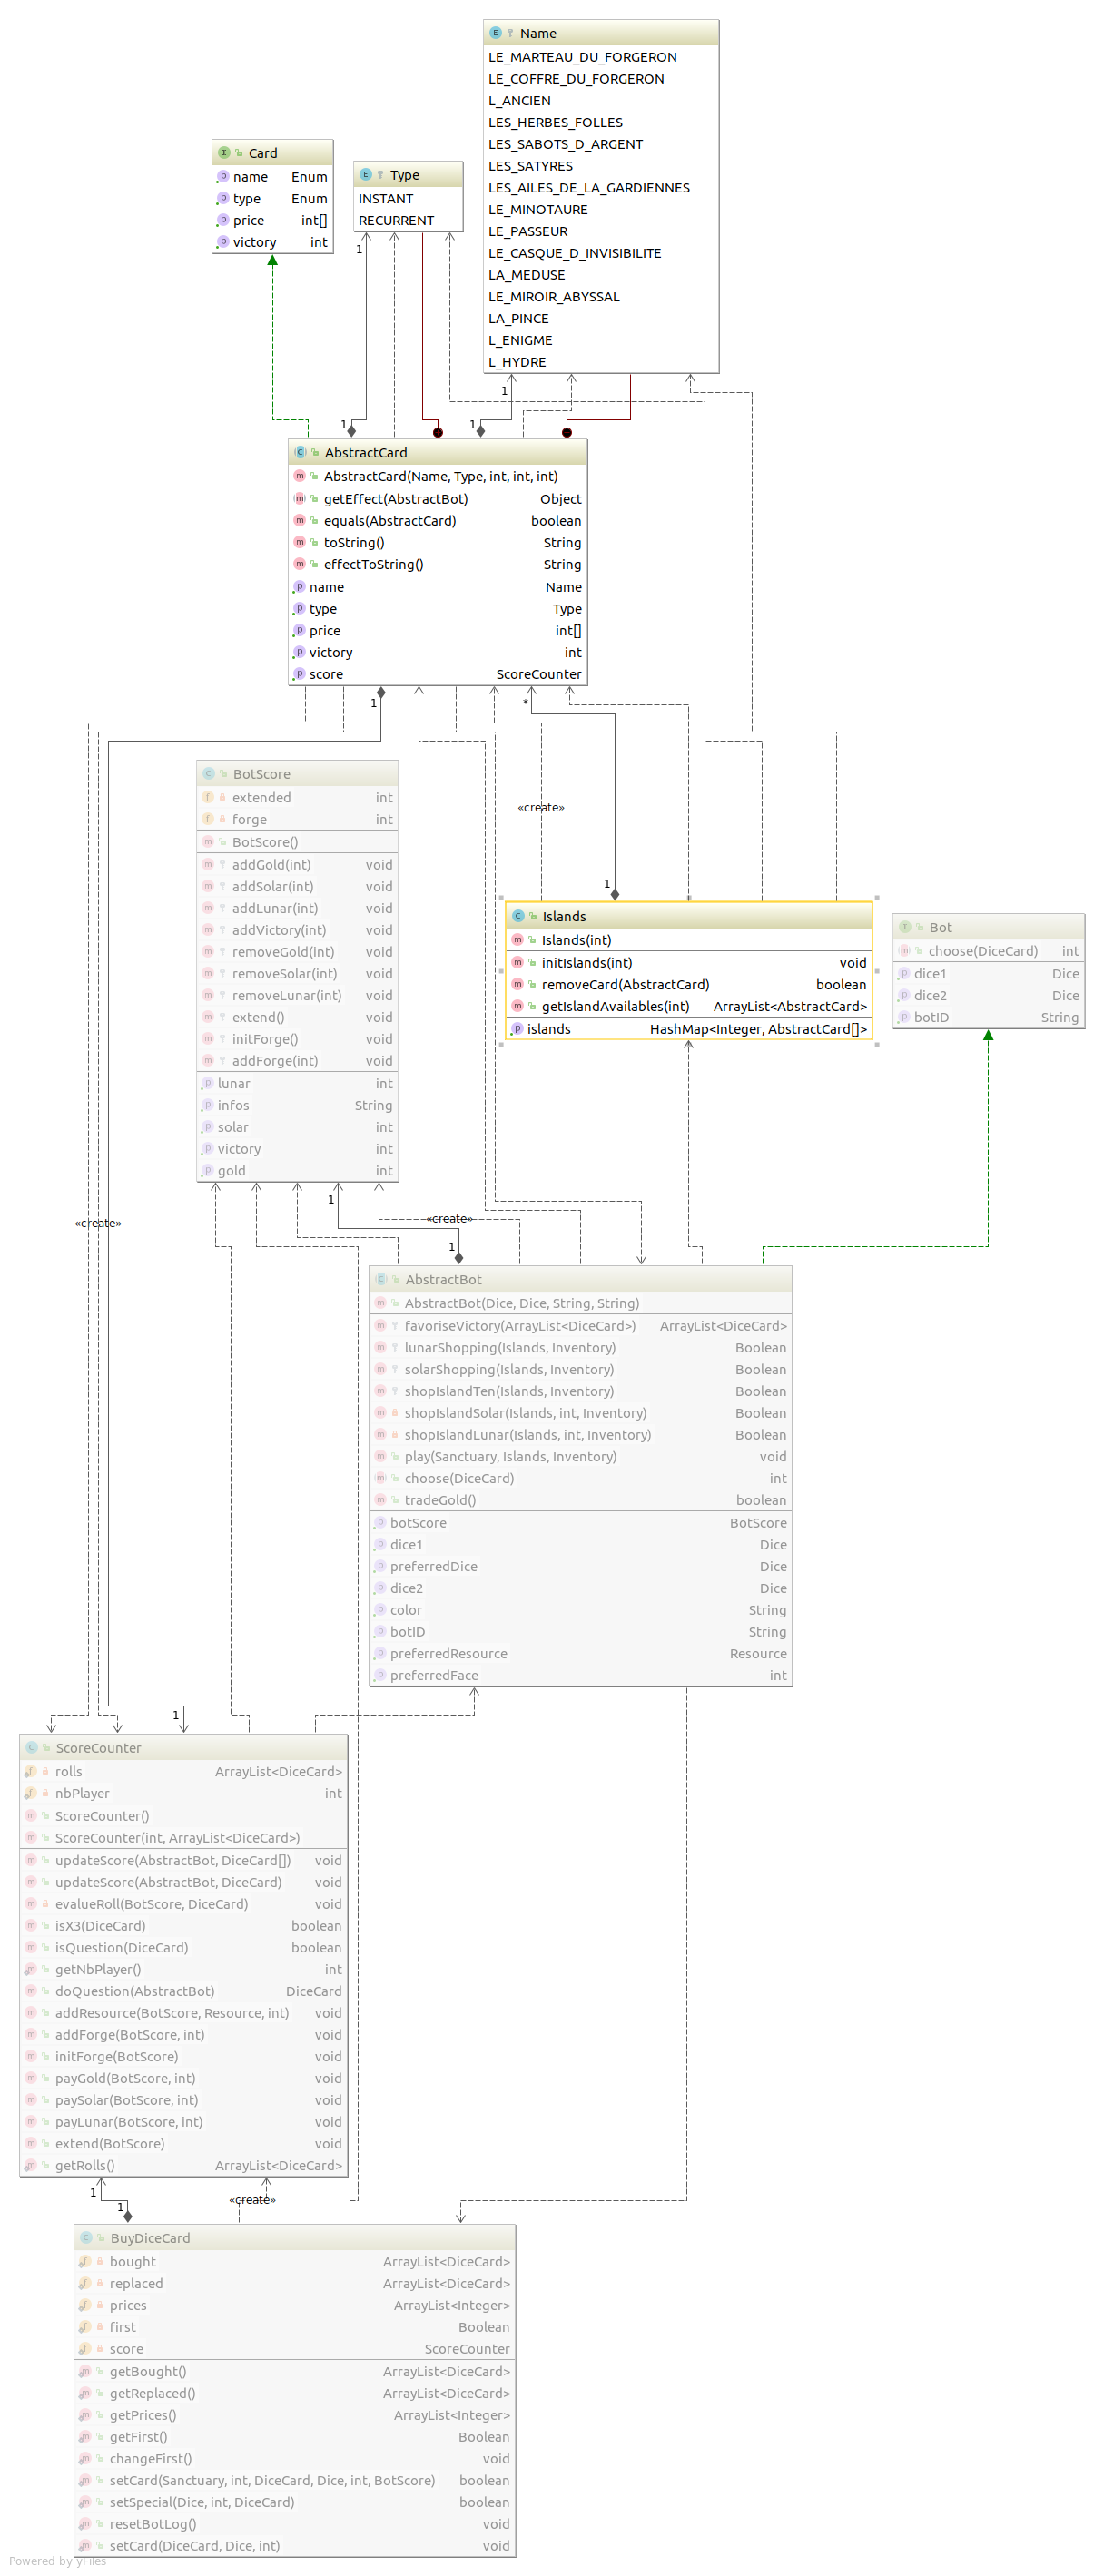 Name
LE_MARTEAU_DU_FORGERON
LE_COFFRE_DU_FORGERON
L_ANCIEN
LES_HERBES_FOLLES
LES_SABOTS_D_ARGENT
LES_SATYRES
LES_AILES_DE_LA_GARDIENNES
LE_MINOTAURE
LE_PASSEUR
LE_CASQUE_D_INVISIBILITE
LA_MEDUSE
LE_MIROIR_ABYSSAL
LA_PINCE
L_ENIGME
L_HYDRE
Card
name Enum
type Enum
price int[]
victory int
Type
INSTANT
RECURRENT
1
1
1
1
AbstractCard
AbstractCard(Name, Type, int, int, int)
getEffect(AbstractBot) Object
equals(AbstractCard) boolean
toString() String
effectToString() String
name Name
type Type
price int[]
victory int
score ScoreCounter
1
*
«create»
1
BotScore
extended int
forge int
BotScore()
addGold(int) void
addSolar(int) void
addLunar(int) void
addVictory(int) void
removeGold(int) void
removeSolar(int) void
removeLunar(int) void
extend() void
initForge() void
addForge(int) void
lunar int
infos String
solar int
victory int
gold int
Islands
Islands(int)
initIslands(int) void
removeCard(AbstractCard) boolean
getIslandAvailables(int) ArrayList<AbstractCard>
islands HashMap<Integer, AbstractCard[]>
Bot
choose(DiceCard) int
dice1 Dice
dice2 Dice
botID String
1
«create»
«create»
1
AbstractBot
AbstractBot(Dice, Dice, String, String)
favoriseVictory(ArrayList<DiceCard>) ArrayList<DiceCard>
lunarShopping(Islands, Inventory) Boolean
solarShopping(Islands, Inventory) Boolean
shopIslandTen(Islands, Inventory) Boolean
shopIslandSolar(Islands, int, Inventory) Boolean
shopIslandLunar(Islands, int, Inventory) Boolean
play(Sanctuary, Islands, Inventory) void
choose(DiceCard) int
tradeGold() boolean
botScore BotScore
dice1 Dice
preferredDice Dice
dice2 Dice
color String
botID String
preferredResource Resource
preferredFace int
1
ScoreCounter
rolls ArrayList<DiceCard>
nbPlayer int
ScoreCounter()
ScoreCounter(int, ArrayList<DiceCard>)
updateScore(AbstractBot, DiceCard[]) void
updateScore(AbstractBot, DiceCard) void
evalueRoll(BotScore, DiceCard) void
isX3(DiceCard) boolean
isQuestion(DiceCard) boolean
getNbPlayer() int
doQuestion(AbstractBot) DiceCard
addResource(BotScore, Resource, int) void
addForge(BotScore, int) void
initForge(BotScore) void
payGold(BotScore, int) void
paySolar(BotScore, int) void
payLunar(BotScore, int) void
extend(BotScore) void
getRolls() ArrayList<DiceCard>
1
«create»
1
BuyDiceCard
bought ArrayList<DiceCard>
replaced ArrayList<DiceCard>
prices ArrayList<Integer>
first Boolean
score ScoreCounter
getBought() ArrayList<DiceCard>
getReplaced() ArrayList<DiceCard>
getPrices() ArrayList<Integer>
getFirst() Boolean
changeFirst() void
setCard(Sanctuary, int, DiceCard, Dice, int, BotScore) boolean
setSpecial(Dice, int, DiceCard) boolean
resetBotLog() void
setCard(DiceCard, Dice, int) void
Powered by yFiles